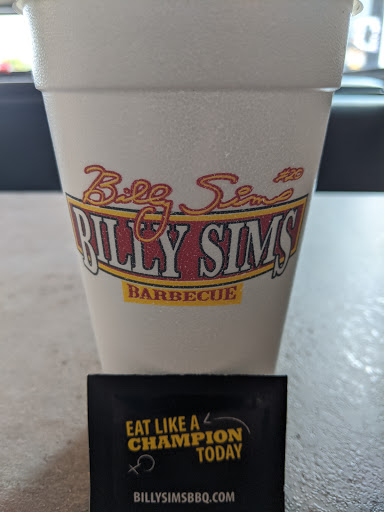 Billy Sims #20
BILLY SIMS
BARBECUE
EAT LIKE A
CHAMPION
TODAY
BILLYSIMSBBQ.COM